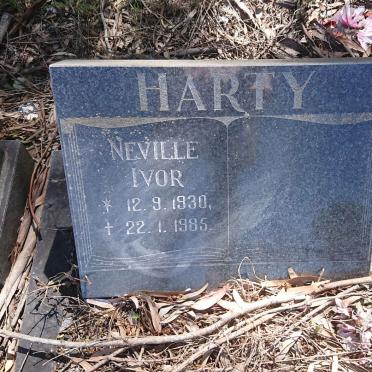 HARTY
NEVILLE
IVOR
* 12.9.1930,
† 22.1.1985.